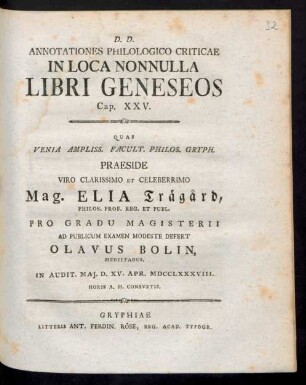 52
D. D.
ANNOTATIONES PHILOLOGICO CRITICAE
IN LOCA NONNULLA
LIBRI GENESEOS
Cap. XXV.
QUAS
VENIA AMPLISS. FACULT. PHILOS. GRYPH.
PRAESIDE
VIRO CLARISSIMO ET CELEBERRIMO
Mag. ELIA Trägård,
PHILOS. PROF. REG. ET PUBL.
PRO GRADU MAGISTERII
AD PUBLICUM EXAMEN MODESTE DEFERT
OLAVUS BOLIN,
IN AUDIT. MAJ. D. XV. APR. MDCCLXXXVIII.
HORIS A. M. CONSVETIS.
GRYPHIAE
LITTERIS ANT. FERDIN. RÖSE, REG. ACAD. TYPOGR.